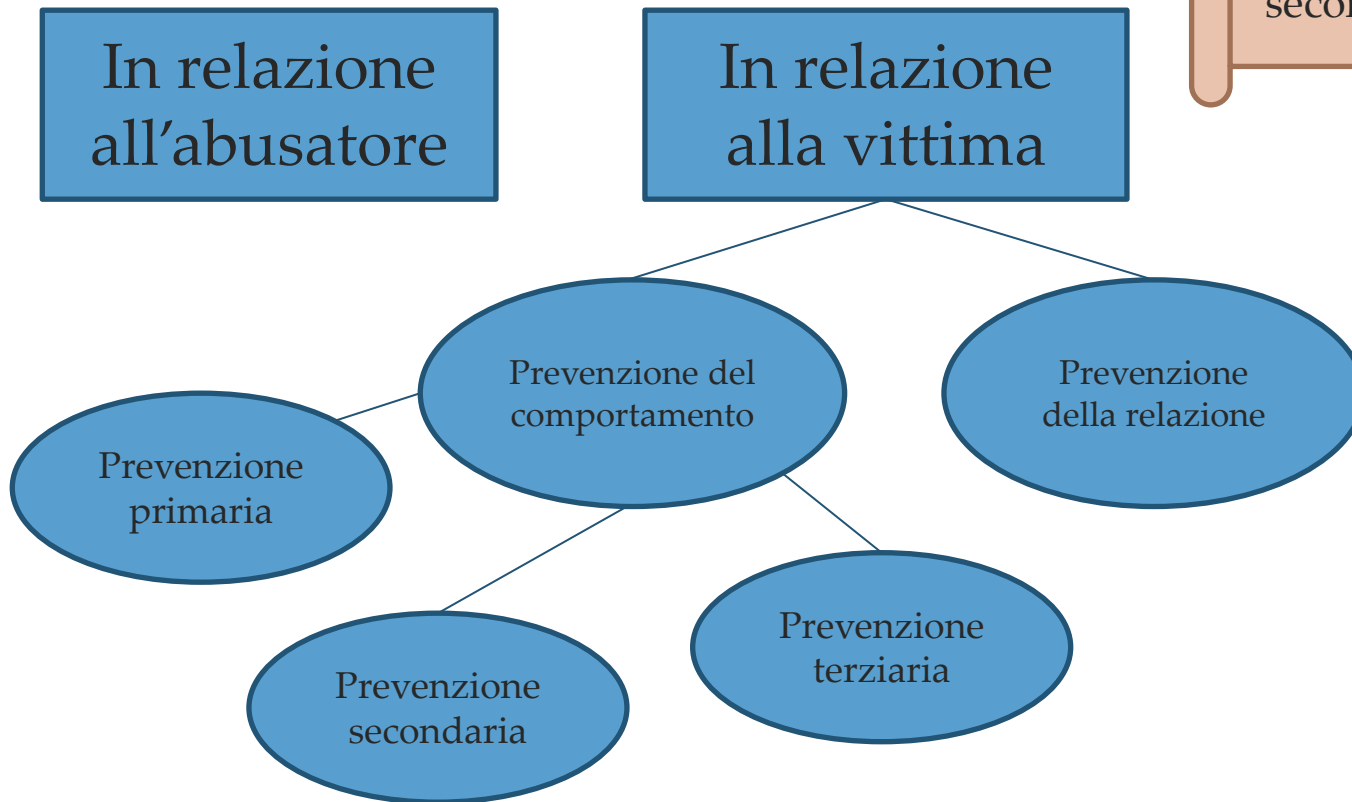 In relazione
all’abusatore
In relazione
alla vittima
Prevenzione del
comportamento
Prevenzione
della relazione
Prevenzione
primaria
Prevenzione
secondaria
Prevenzione
terziaria